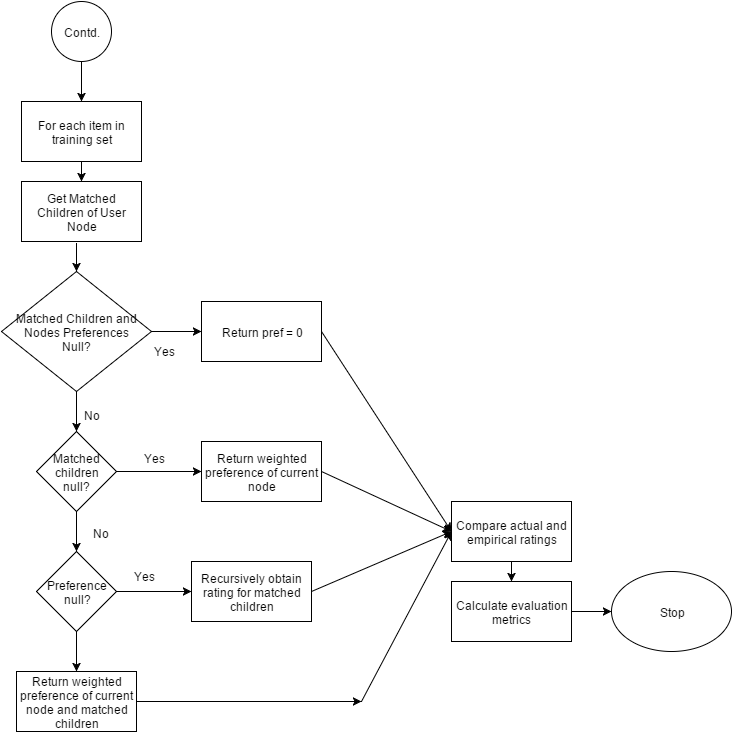 Contd.
For each item in
training set
Get Matched
Children of User
Node
Matched Children and
Nodes Preferences
Null?
Yes
Return pref = 0
No
Matched
children
null?
Yes
Return weighted
preference of current
node
No
Preference
null?
Yes
Recursively obtain
rating for matched
children
Return weighted
preference of current
node and matched
children
Compare actual and
empirical ratings
Calculate evaluation
metrics
Stop